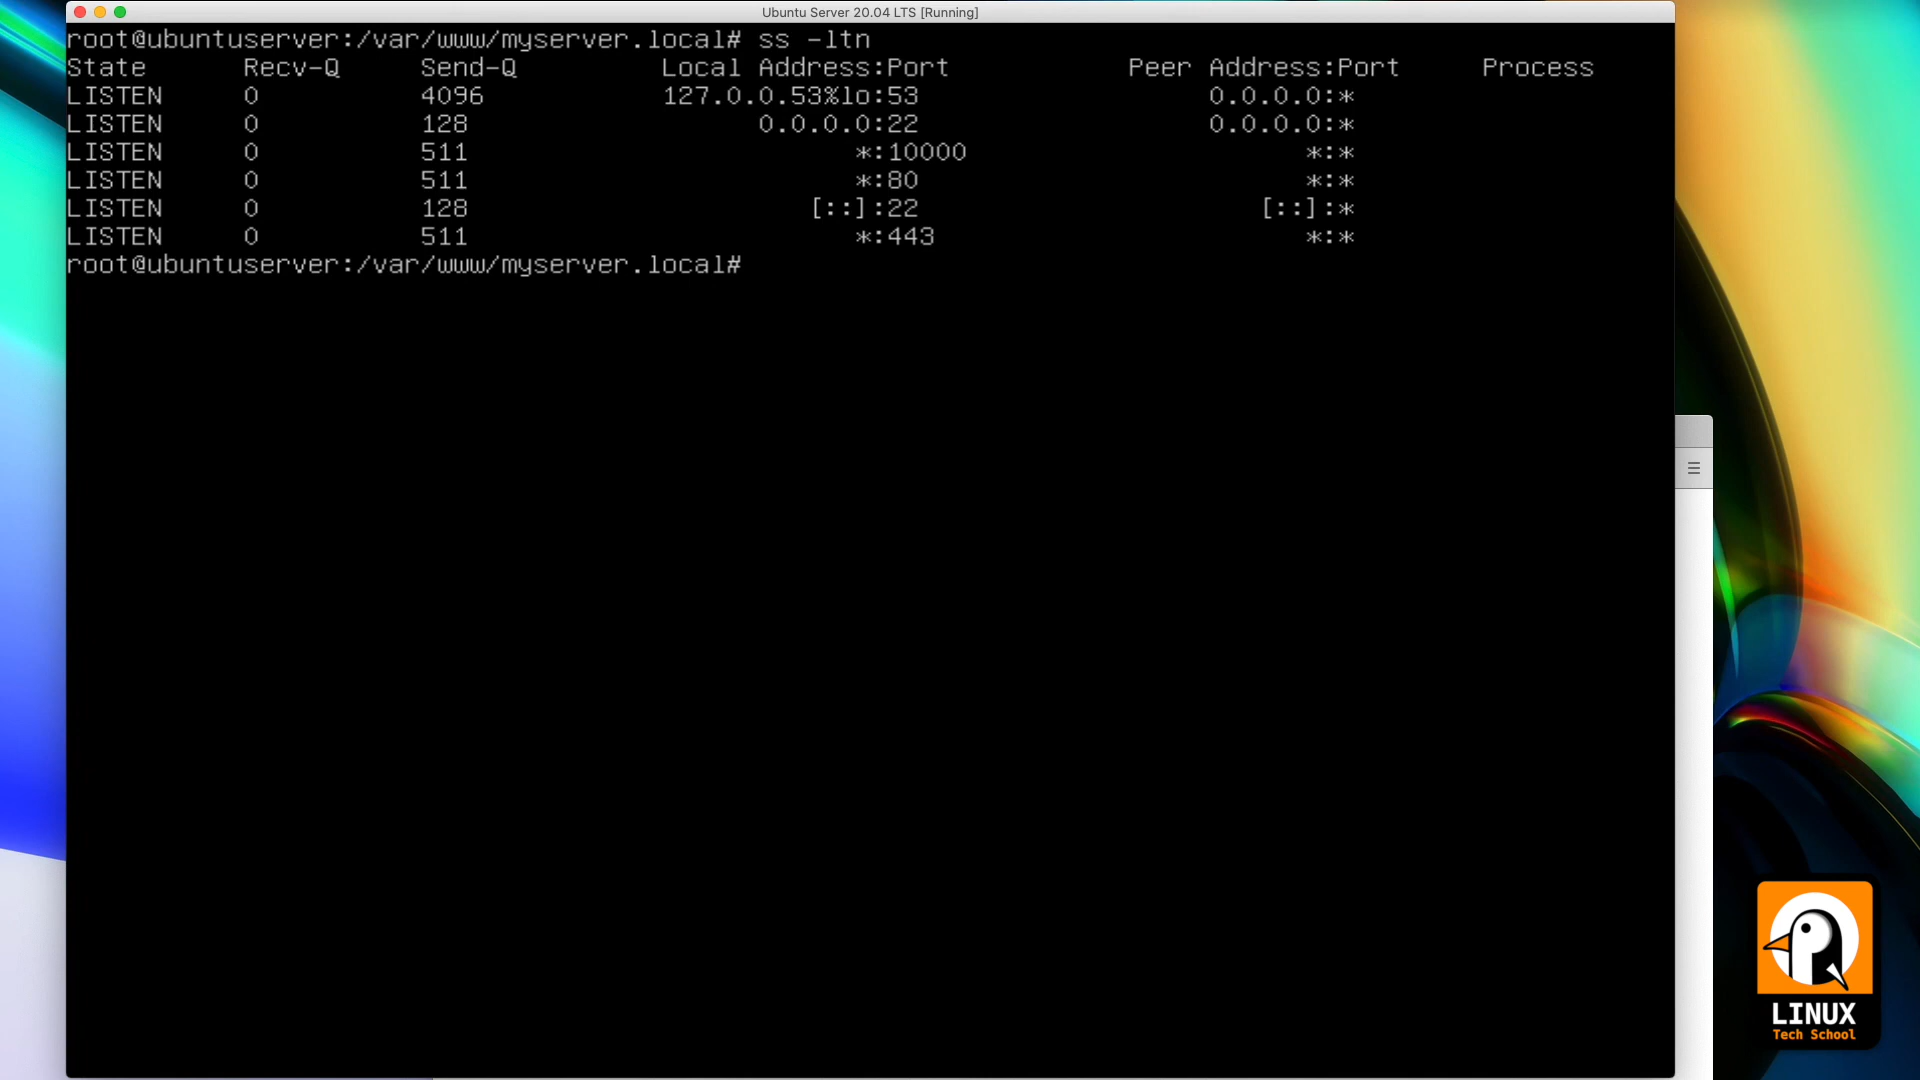 Ubuntu Server 20.04 LTS [Running]
root@ubuntuserver:/var/www/myserver.local# ss -ltn
State Recv-Q Send-Q Local Address:Port Peer Address:Port Process
LISTEN 0 4096 127.0.0.53%lo:53 0.0.0.0:*
LISTEN 0 128 0.0.0.0:22 0.0.0.0:*
LISTEN 0 511 *:10000 *:*
LISTEN 0 511 *:80 *:*
LISTEN 0 128 [::]:22 [::]:*
LISTEN 0 511 *:443 *:*
root@ubuntuserver:/var/www/myserver.local#
LINUX
Tech School